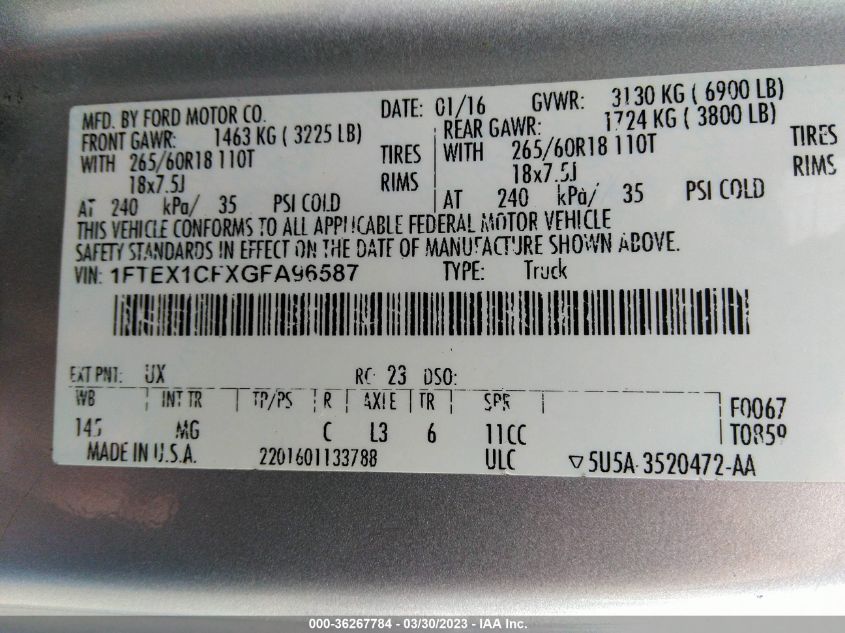 MFD. BY FORD MOTOR CO. DATE: 01/16 GVWR: 3130 KG ( 6900 LB)
FRONT GAWR: 1463 KG ( 3225 LB) REAR GAWR: 1724 KG ( 3800 LB)
WITH 265/60R18 110T TIRES WITH 265/60R18 110T TIRES
18x7.5J RIMS 18x7.5J RIMS
AT 240 kPa/ 35 PSI COLD AT 240 kPa/ 35 PSI COLD
THIS VEHICLE CONFORMS TO ALL APPLICABLE FEDERAL MOTOR VEHICLE
SAFETY STANDARDS IN EFFECT ON THE DATE OF MANUFACTURE SHOWN ABOVE.
VIN: 1FTEX1CFXGFA96587 TYPE: Truck
EXT PNT: UX RC: 23 DSO:
WB INT TR TP/PS R AXLE TR SPR F0067
145 MG C L3 6 11CC T0859
MADE IN U.S.A. 2201601133788 ULC ▽5U5A-3520472-AA
000-36267784 - 03/30/2023 - IAA Inc.